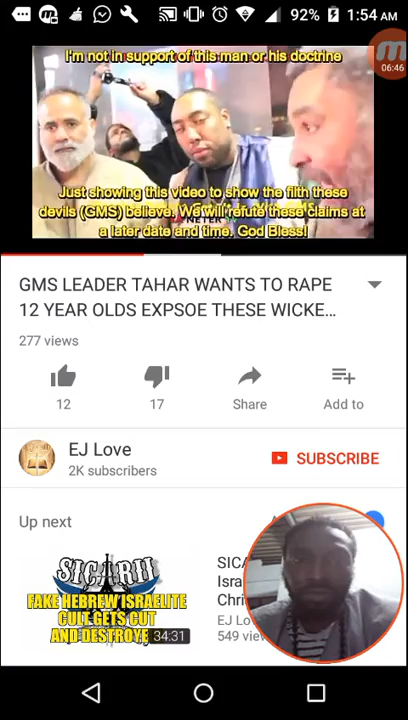 92% 1:54 AM
06:46
I'm not in support of this man or his doctrine
Just showing this video to show the filth these
devils (GMS) believe. We will refute these claims at
a later date and time. God Bless!
GMS LEADER TAHAR WANTS TO RAPE
12 YEAR OLDS EXPSOE THESE WICKE...
277 views
12
17
Share
Add to
EJ Love
2K subscribers
SUBSCRIBE
Up next
SICARII
FAKE HEBREW ISRAELITE
CULT GETS CUT
AND DESTROYE
34:31
SICA
Isra
Chri
EJ Lo
549 vie